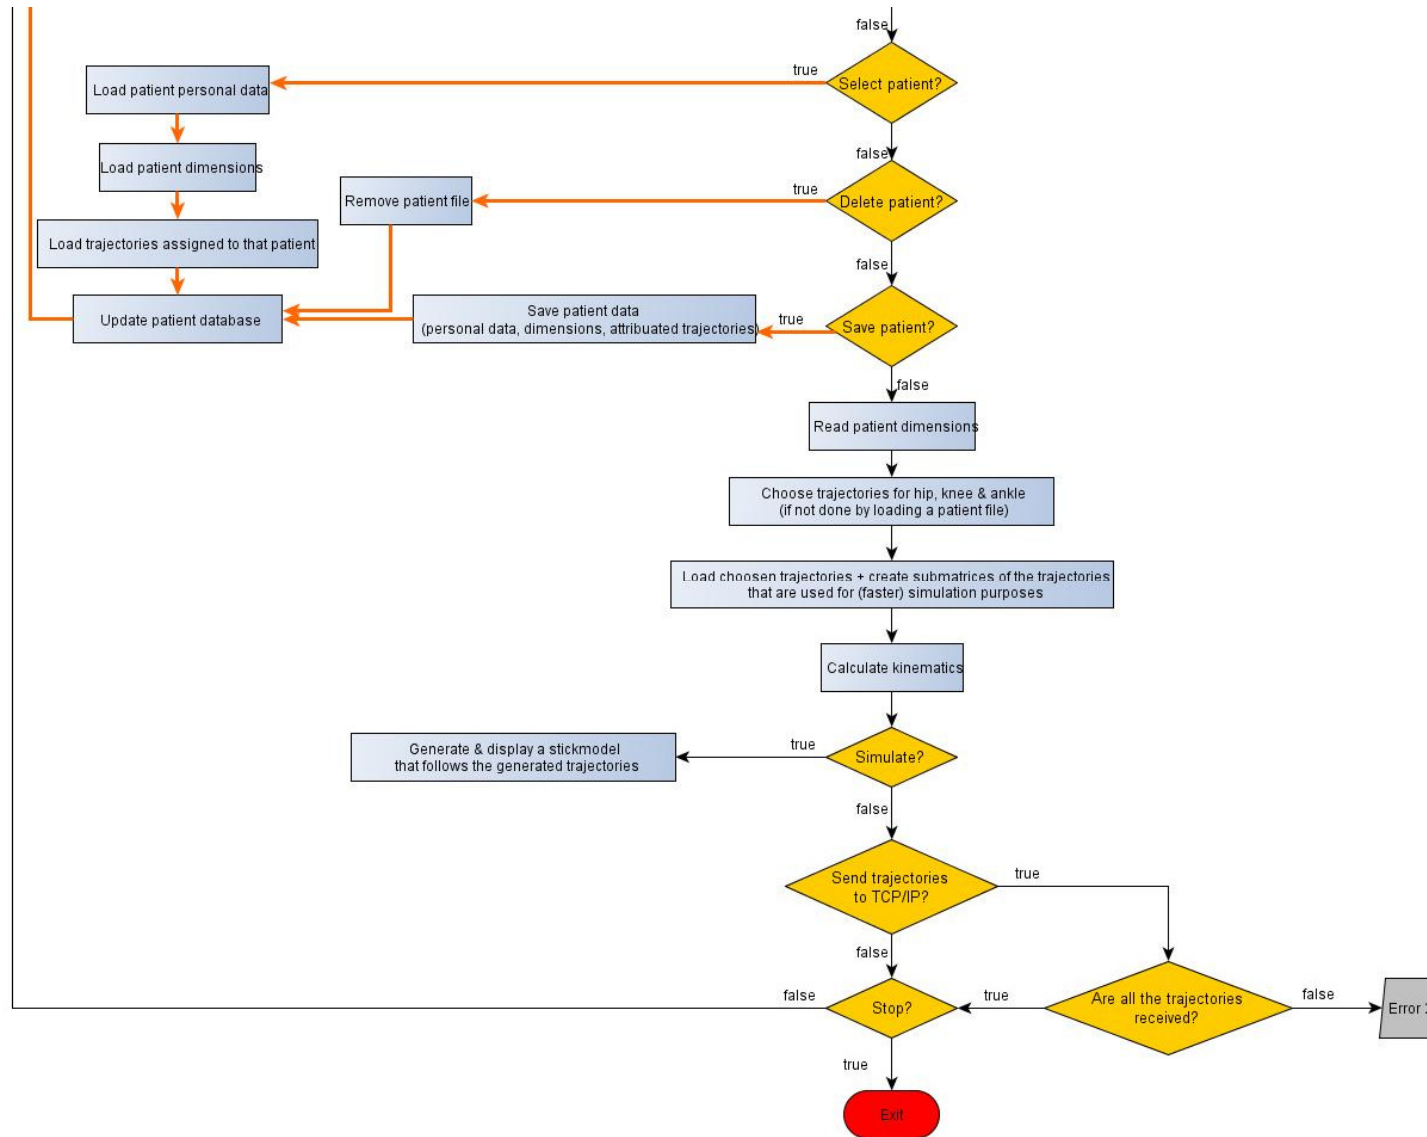 false
true
Select patient?
Load patient personal data
false
Load patient dimensions
true
Delete patient?
Remove patient file
Load trajectories assigned to that patient
false
Update patient database
Save patient data
(personal data, dimensions, attribuated trajectories)
true
Save patient?
false
Read patient dimensions
Choose trajectories for hip, knee & ankle
(if not done by loading a patient file)
Load choosen trajectories + create submatrices of the trajectories
that are used for (faster) simulation purposes
Calculate kinematics
Generate & display a stickmodel
that follows the generated trajectories
true
Simulate?
false
Send trajectories
to TCP/IP?
true
false
false
Stop?
true
Are all the trajectories
received?
false
Error
true
Exit